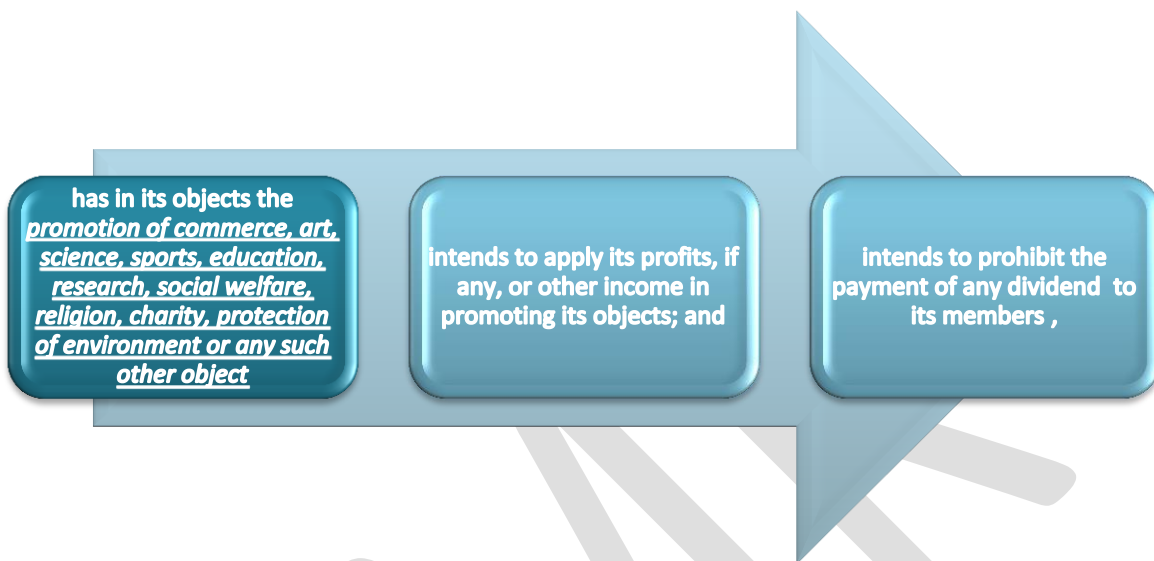 has in its objects the
promotion of commerce, art,
science, sports, education,
research, social welfare,
religion, charity, protection
of environment or any such
other object
intends to apply its profits, if
any, or other income in
promoting its objects; and
intends to prohibit the
payment of any dividend to
its members ,